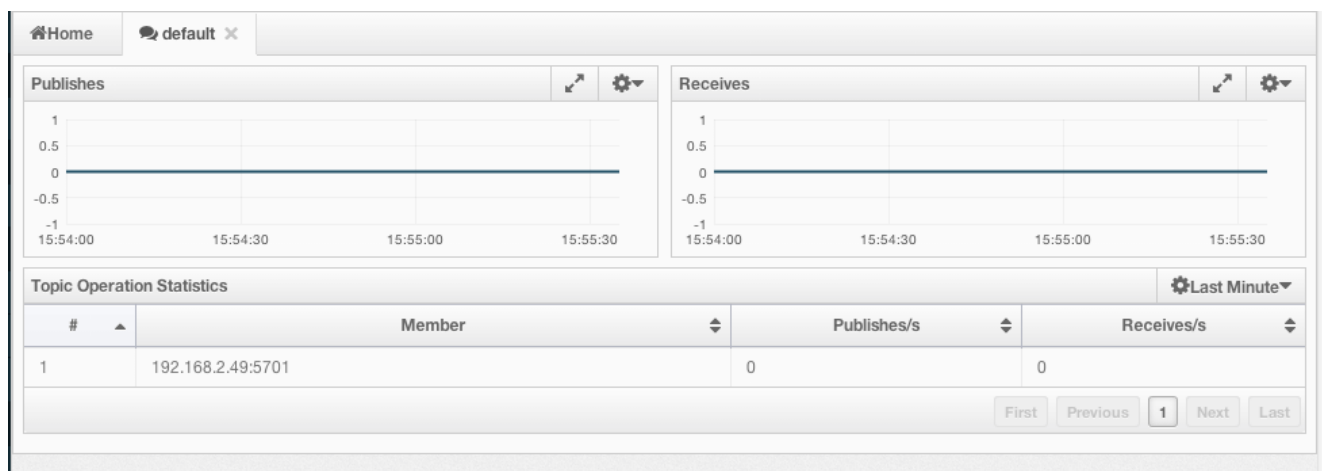 Home default
Publishes
1
0.5
0
-0.5
-1
15:54:00 15:54:30 15:55:00 15:55:30
Receives
1
0.5
0
-0.5
-1
15:54:00 15:54:30 15:55:00 15:55:30
Topic Operation Statistics Last Minute
# Member Publishes/s Receives/s
1 192.168.2.49:5701 0 0
First Previous 1 Next Last